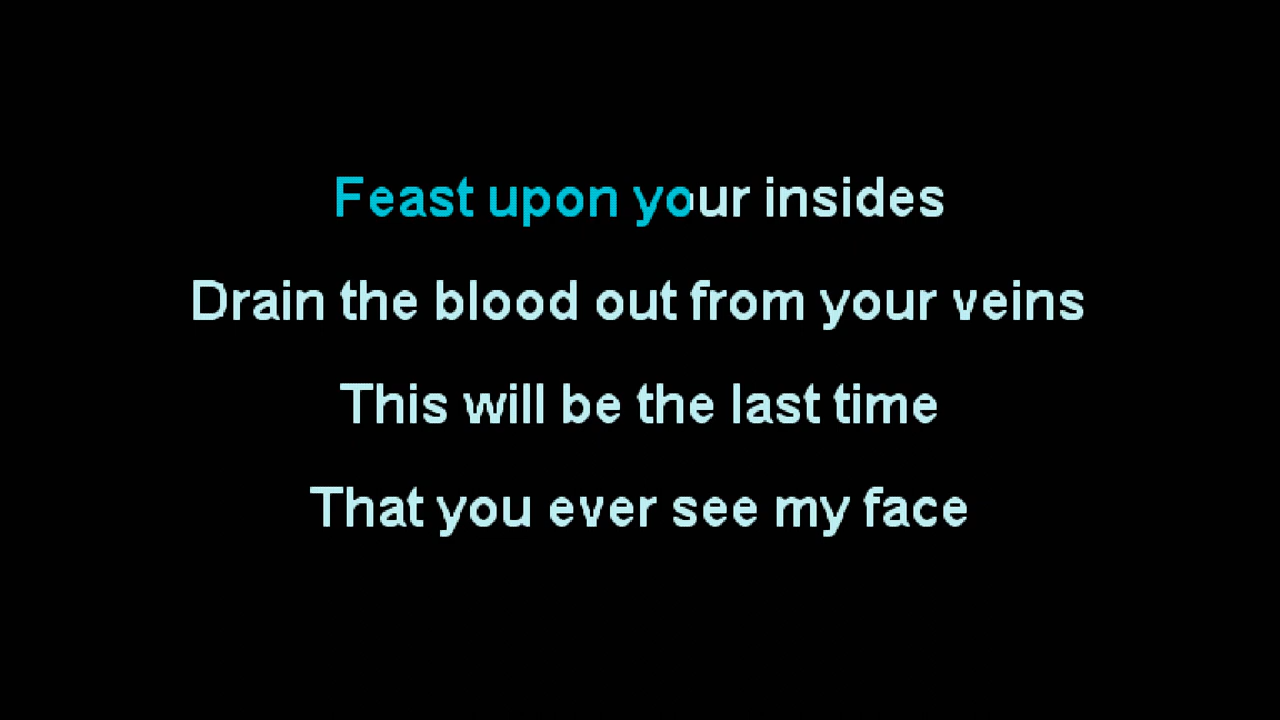 Feast upon your insides
Drain the blood out from your veins
This will be the last time
That you ever see my face